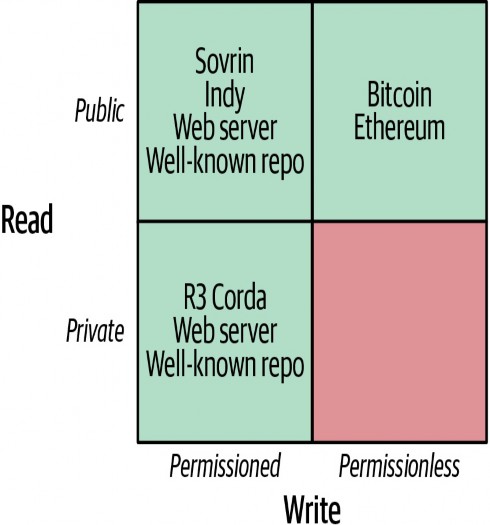 Public
Sovrin
Indy
Web server
Well-known repo
Bitcoin
Ethereum
Read
Private
R3 Corda
Web server
Well-known repo
Permissioned
Permissionless
Write